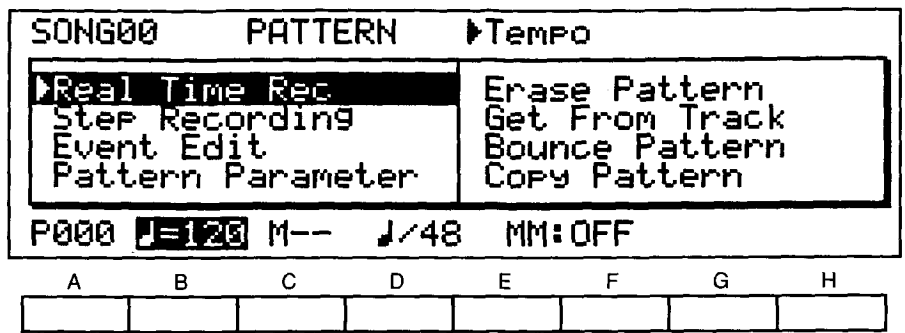 SONG00 PATTERN ▶Tempo
▶Real Time Rec
Step Recording
Event Edit
Pattern Parameter
Erase Pattern
Get From Track
Bounce Pattern
Copy Pattern
P000 ♩=120 M-- ♩/48 MM:OFF
A B C D E F G H